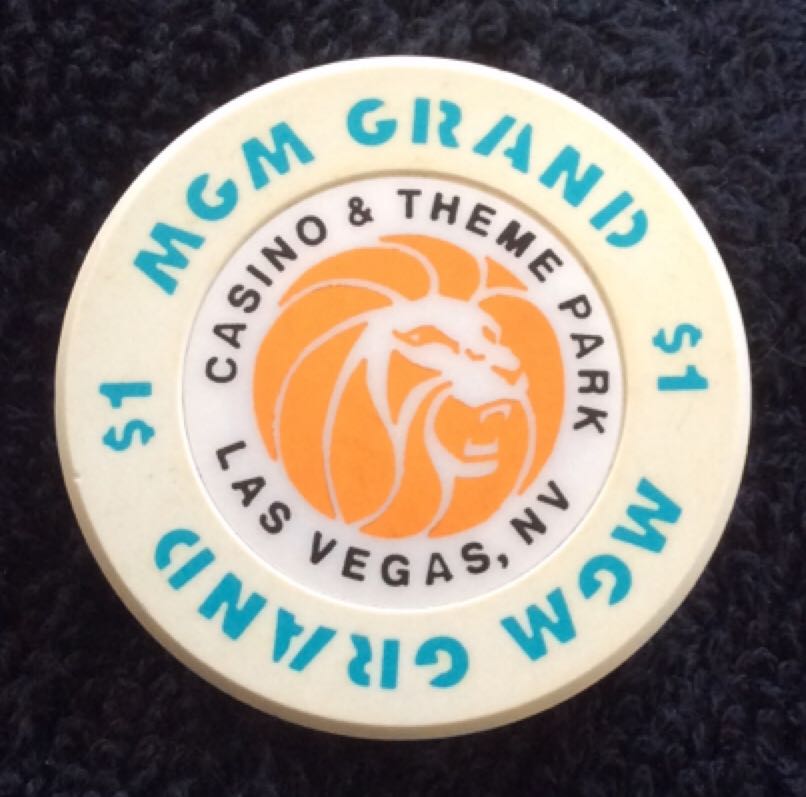 MGM GRAND
$1
MGM GRAND
$1
CASINO & THEME PARK
LAS VEGAS, NV